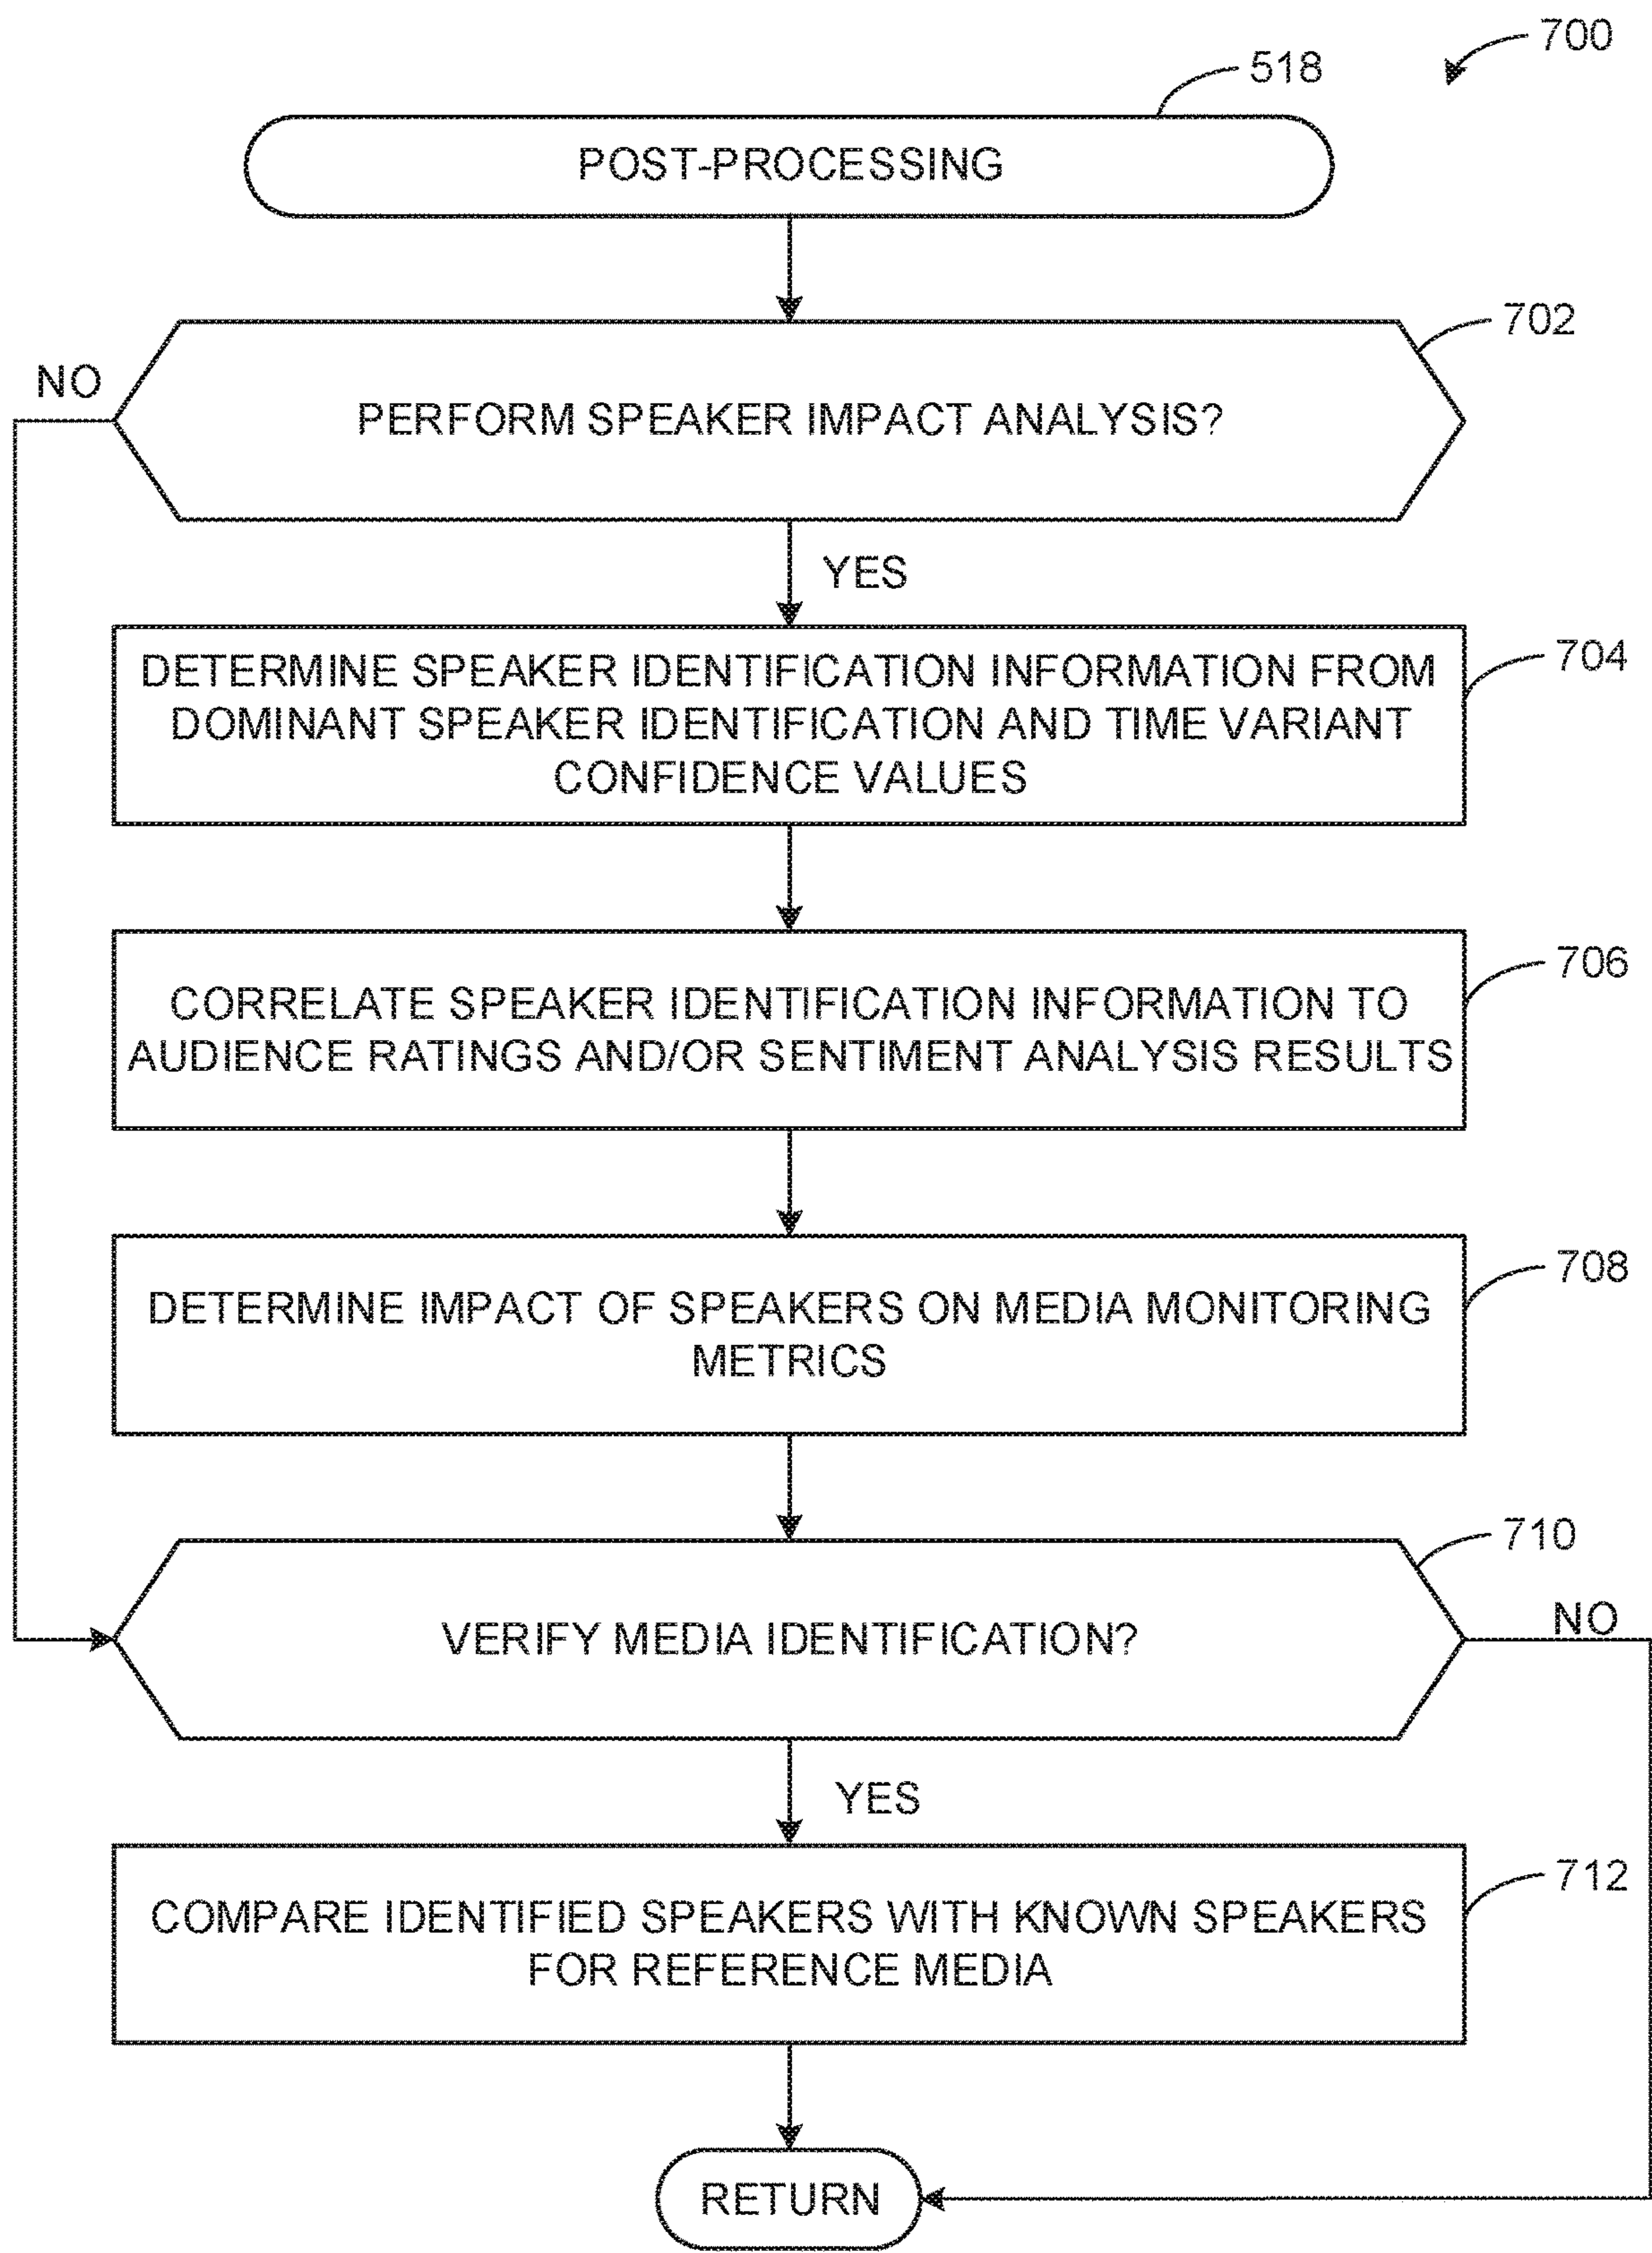 700
518
POST-PROCESSING
702
NO
PERFORM SPEAKER IMPACT ANALYSIS?
YES
704
DETERMINE SPEAKER IDENTIFICATION INFORMATION FROM
DOMINANT SPEAKER IDENTIFICATION AND TIME VARIANT
CONFIDENCE VALUES
706
CORRELATE SPEAKER IDENTIFICATION INFORMATION TO
AUDIENCE RATINGS AND/OR SENTIMENT ANALYSIS RESULTS
708
DETERMINE IMPACT OF SPEAKERS ON MEDIA MONITORING
METRICS
710
VERIFY MEDIA IDENTIFICATION?
NO
YES
712
COMPARE IDENTIFIED SPEAKERS WITH KNOWN SPEAKERS
FOR REFERENCE MEDIA
RETURN